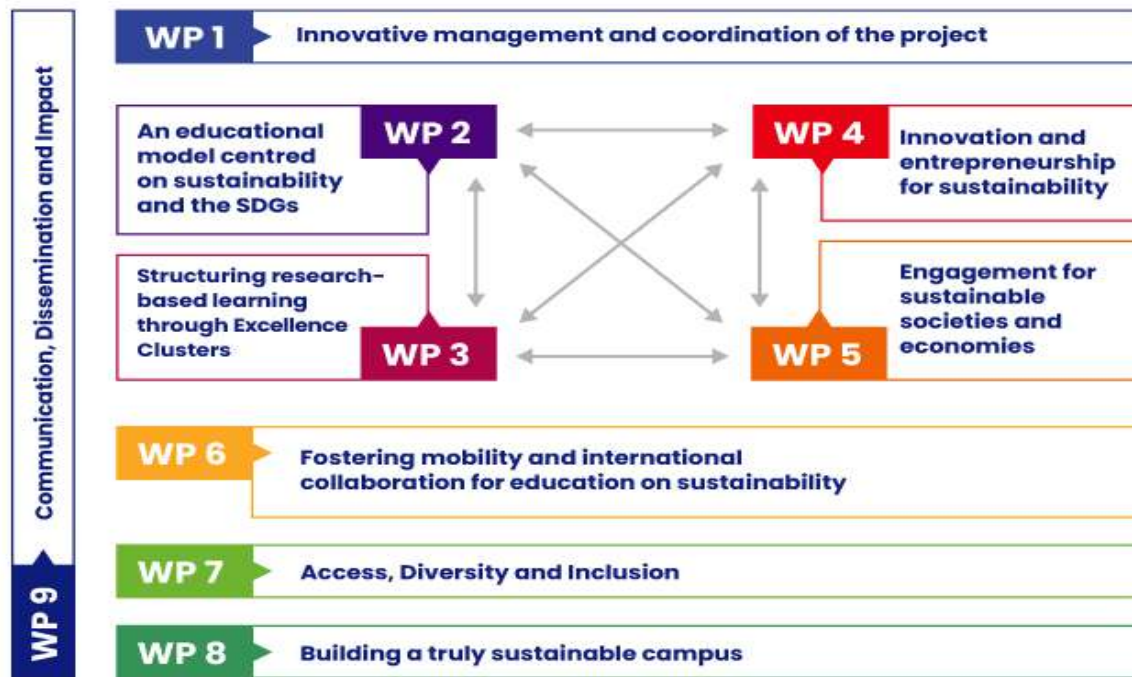 WP 1
Innovative management and coordination of the project
WP 2
An educational
model centred
on sustainability
and the SDGs
WP 4
Innovation and
entrepreneurship
for sustainability
Structuring research-
based learning
through Excellence
Clusters
WP 3
Engagement for
sustainable
societies and
economies
WP 5
WP 6
Fostering mobility and international
collaboration for education on sustainability
WP 7
Access, Diversity and Inclusion
WP 8
Building a truly sustainable campus
WP 9
Communication, Dissemination and Impact